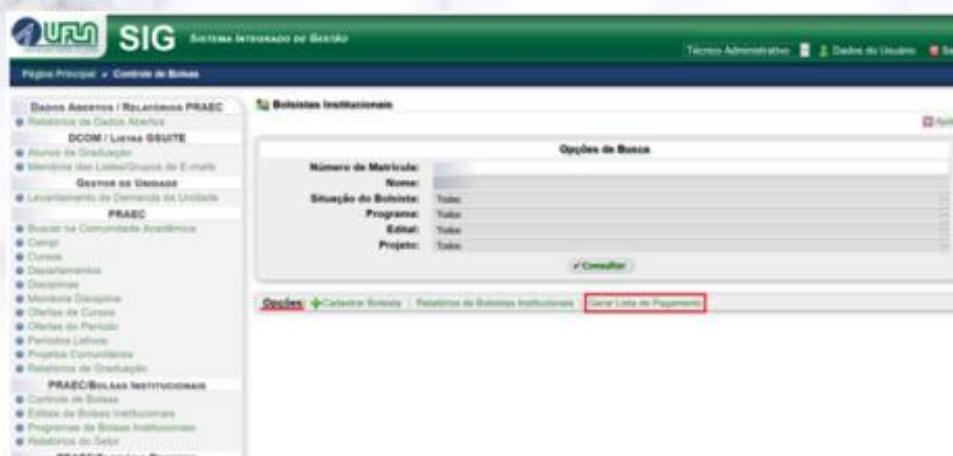 SIG Sistema Integrado de Gestão
Técnico Administrativo Dados do Usuário
Página Principal Controle de Bolsas
Dados Abertos / Relatórios PRAEC
Relatórios de Dados Abertos
DCOM / Listas GSUITE
Alunos de Graduação
Membros das Listas/Grupos de E-mails
Gestor de Unidade
Levantamento de Demanda da Unidade
PRAEC
Buscar na Comunidade Acadêmica
Campi
Cursos
Departamentos
Disciplinas
Monitoria Disciplina
Ofertas de Cursos
Ofertas do Período
Períodos Letivos
Projetos Comunitários
Relatórios de Graduação
PRAEC/Bolsas Institucionais
Controle de Bolsas
Editais de Bolsas Institucionais
Programas de Bolsas Institucionais
Relatórios do Setor
Bolsistas Institucionais
Opções de Busca
Número de Matrícula:
Nome:
Situação do Bolsista: Todas
Programa: Todos
Edital: Todos
Projeto: Todos
Consultar
Opções: Cadastrar Bolsista Relatórios de Bolsistas Institucionais Gerar Lista de Pagamento